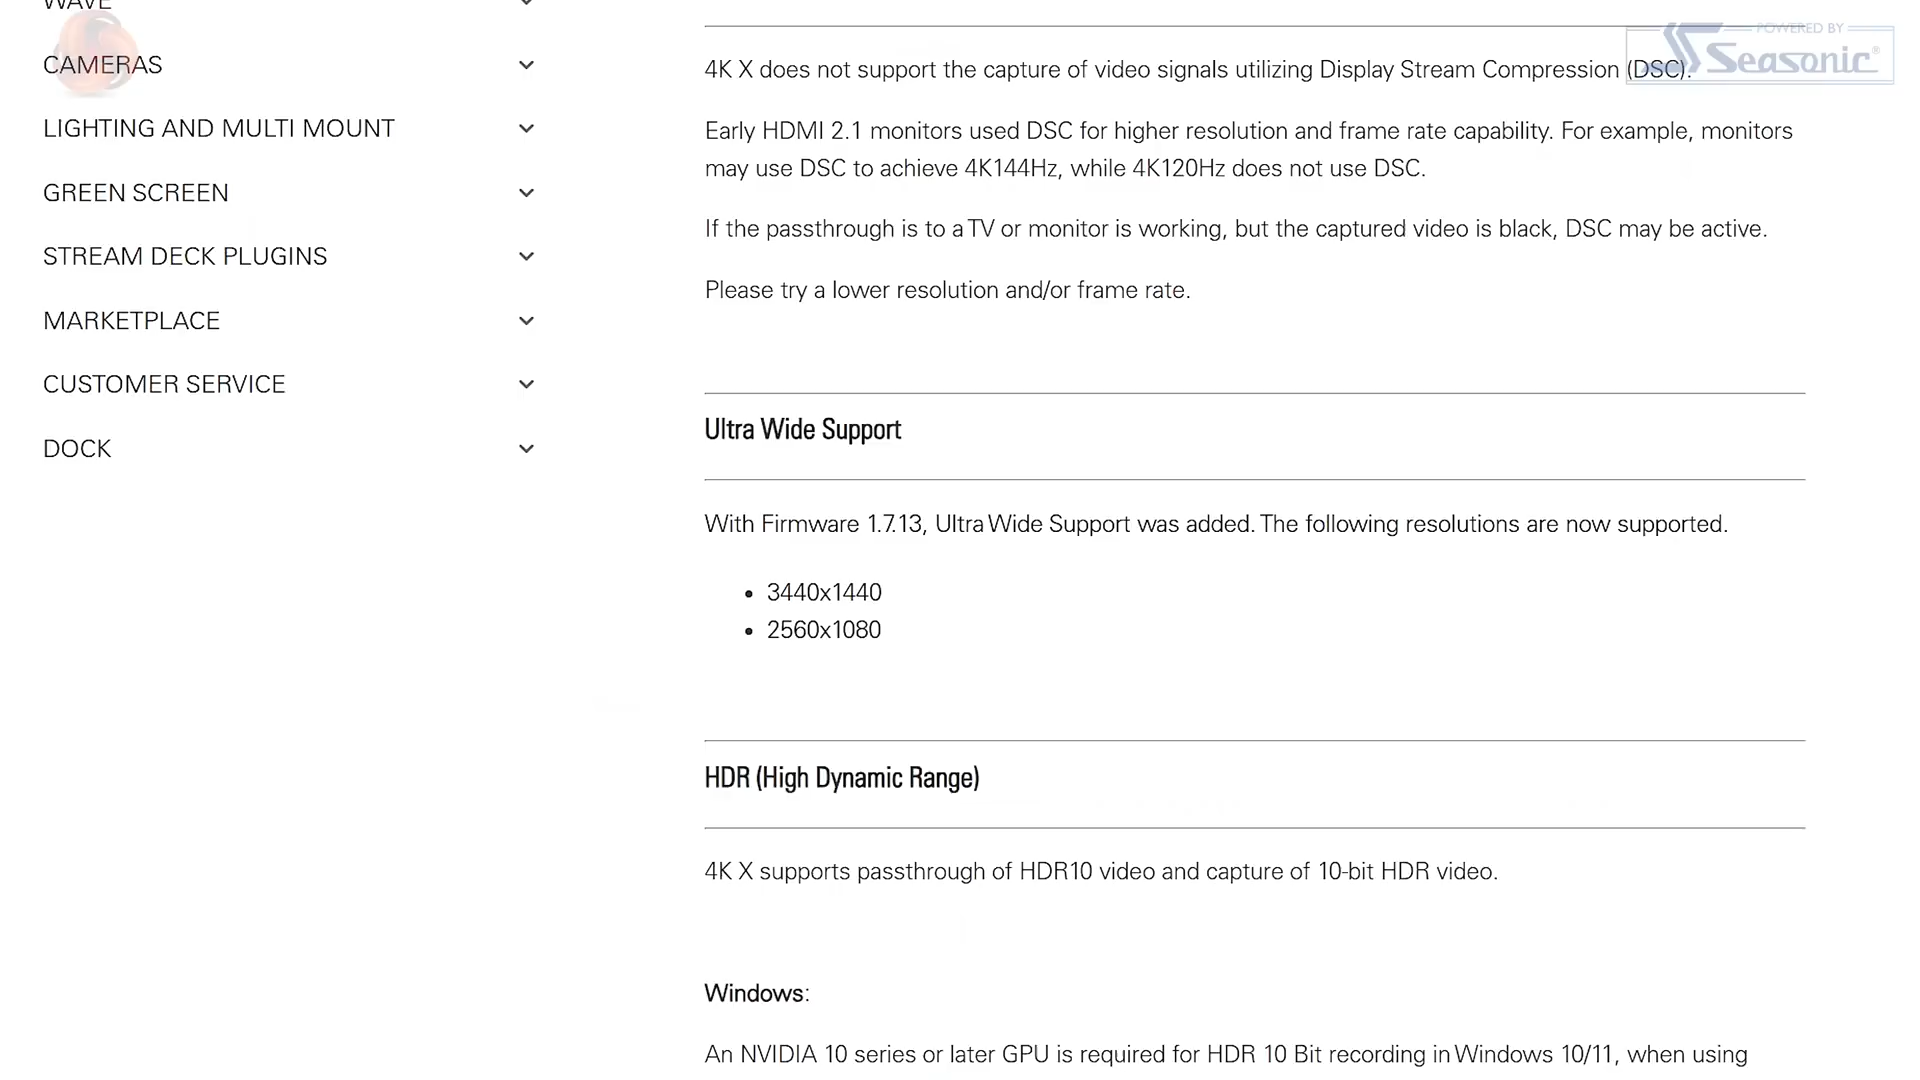 WAVE
CAMERAS
LIGHTING AND MULTI MOUNT
GREEN SCREEN
STREAM DECK PLUGINS
MARKETPLACE
CUSTOMER SERVICE
DOCK
POWERED BY
Seasonic®
4K X does not support the capture of video signals utilizing Display Stream Compression (DSC).
Early HDMI 2.1 monitors used DSC for higher resolution and frame rate capability. For example, monitors
may use DSC to achieve 4K144Hz, while 4K120Hz does not use DSC.
If the passthrough is to a TV or monitor is working, but the captured video is black, DSC may be active.
Please try a lower resolution and/or frame rate.
Ultra Wide Support
With Firmware 1.7.13, Ultra Wide Support was added. The following resolutions are now supported.
• 3440x1440
• 2560x1080
HDR (High Dynamic Range)
4K X supports passthrough of HDR10 video and capture of 10-bit HDR video.
Windows:
An NVIDIA 10 series or later GPU is required for HDR 10 Bit recording in Windows 10/11, when using